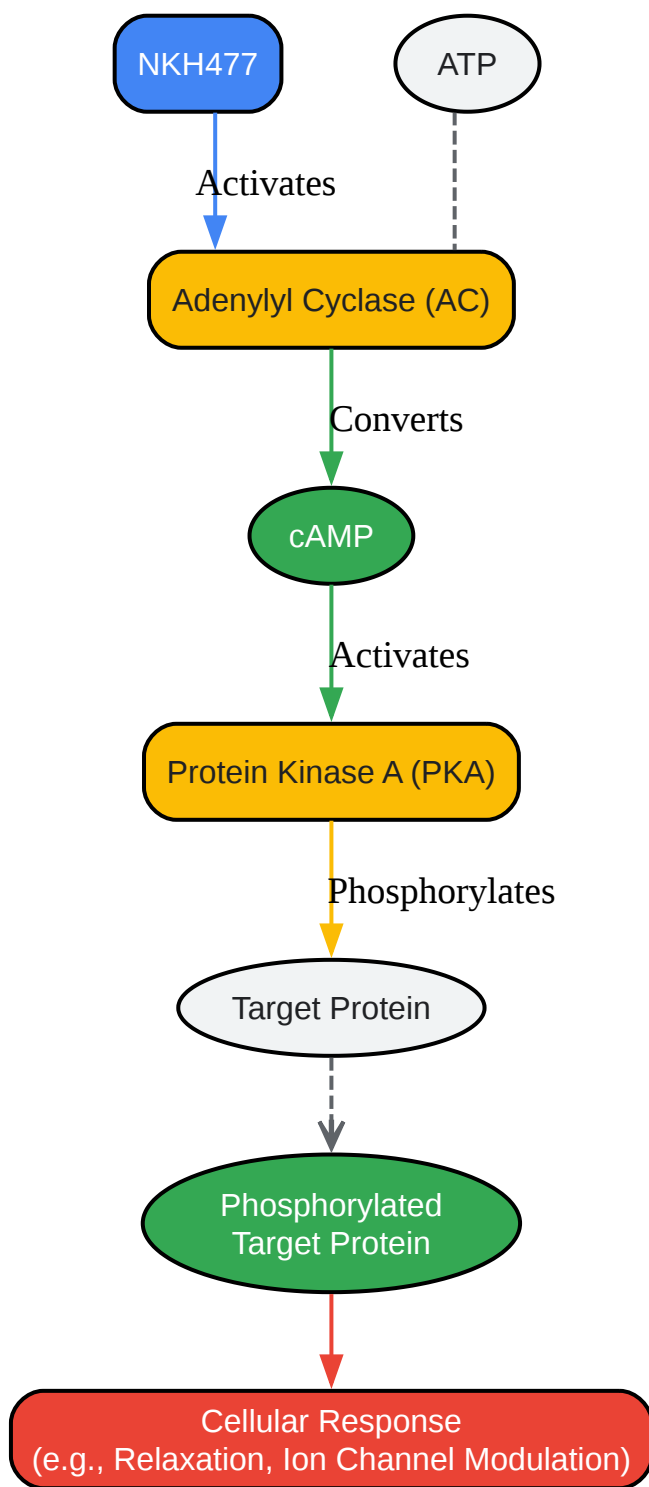 NKH477
ATP
Activates
Adenylyl Cyclase (AC)
Converts
cAMP
Activates
Protein Kinase A (PKA)
Phosphorylates
Target Protein
Phosphorylated
Target Protein
Cellular Response
(e.g., Relaxation, Ion Channel Modulation)